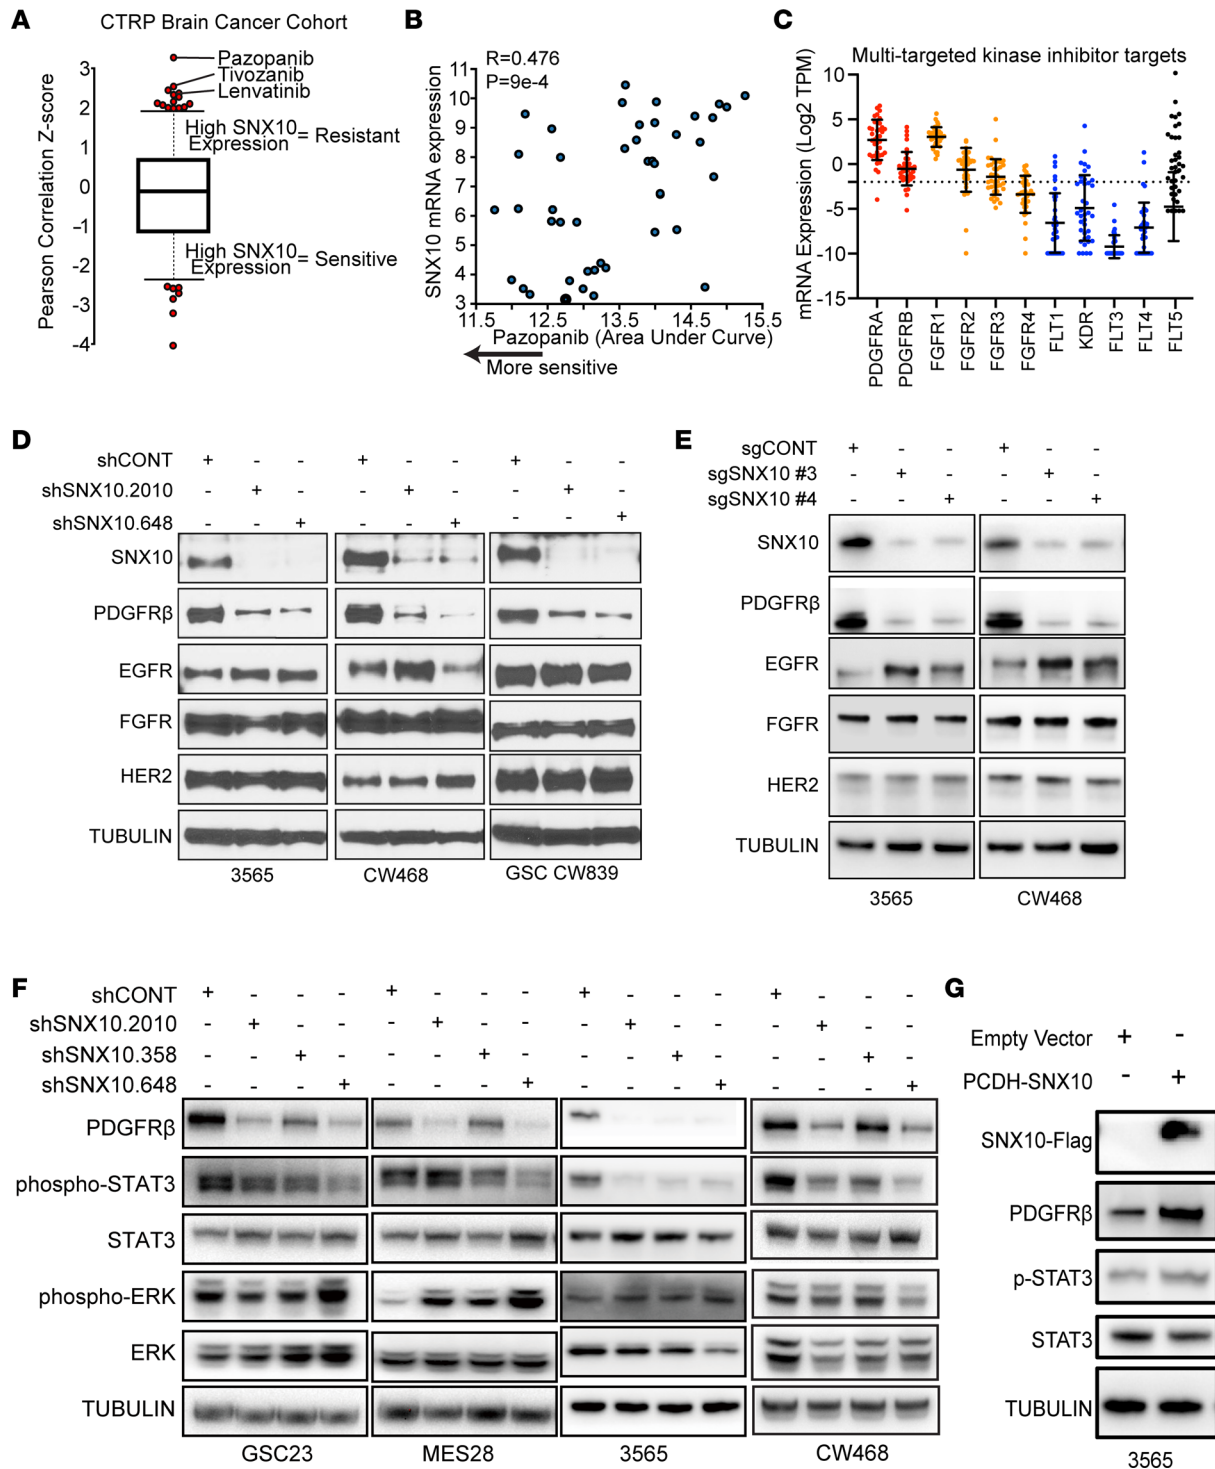 A
CTRP Brain Cancer Cohort
Pearson Correlation Z-score
3
2
1
0
-1
-2
-3
-4
Pazopanib
Tivozanib
Lenvatinib
High SNX10 Expression = Resistant
High SNX10 Expression = Sensitive
B
R=0.476
P=9e-4
SNX10 mRNA expression
11
10
9
8
7
6
5
4
3
11.5 12.5 13.5 14.5 15.5
Pazopanib (Area Under Curve)
More sensitive
C
Multi-targeted kinase inhibitor targets
mRNA Expression (Log2 TPM)
10
5
0
-5
-10
-15
PDGFRA PDGFRB FGFR1 FGFR2 FGFR3 FGFR4 FLT1 KDR FLT3 FLT4 FLT5
D
shCONT + - - + - - + - -
shSNX10.2010 - + - - + - - + -
shSNX10.648 - - + - - + - - +
SNX10
PDGFRβ
EGFR
FGFR
HER2
TUBULIN
3565 CW468 GSC CW839
E
sgCONT + - - + - -
sgSNX10 #3 - + - - + -
sgSNX10 #4 - - + - - +
SNX10
PDGFRβ
EGFR
FGFR
HER2
TUBULIN
3565 CW468
F
shCONT + - - - + - - - + - - - + - - -
shSNX10.2010 - + - - - + - - - + - - - + - -
shSNX10.358 - - + - - - + - - - + - - - + -
shSNX10.648 - - - + - - - + - - - + - - - +
PDGFRβ
phospho-STAT3
STAT3
phospho-ERK
ERK
TUBULIN
GSC23 MES28 3565 CW468
G
Empty Vector + -
PCDH-SNX10 - +
SNX10-Flag
PDGFRβ
p-STAT3
STAT3
TUBULIN
3565